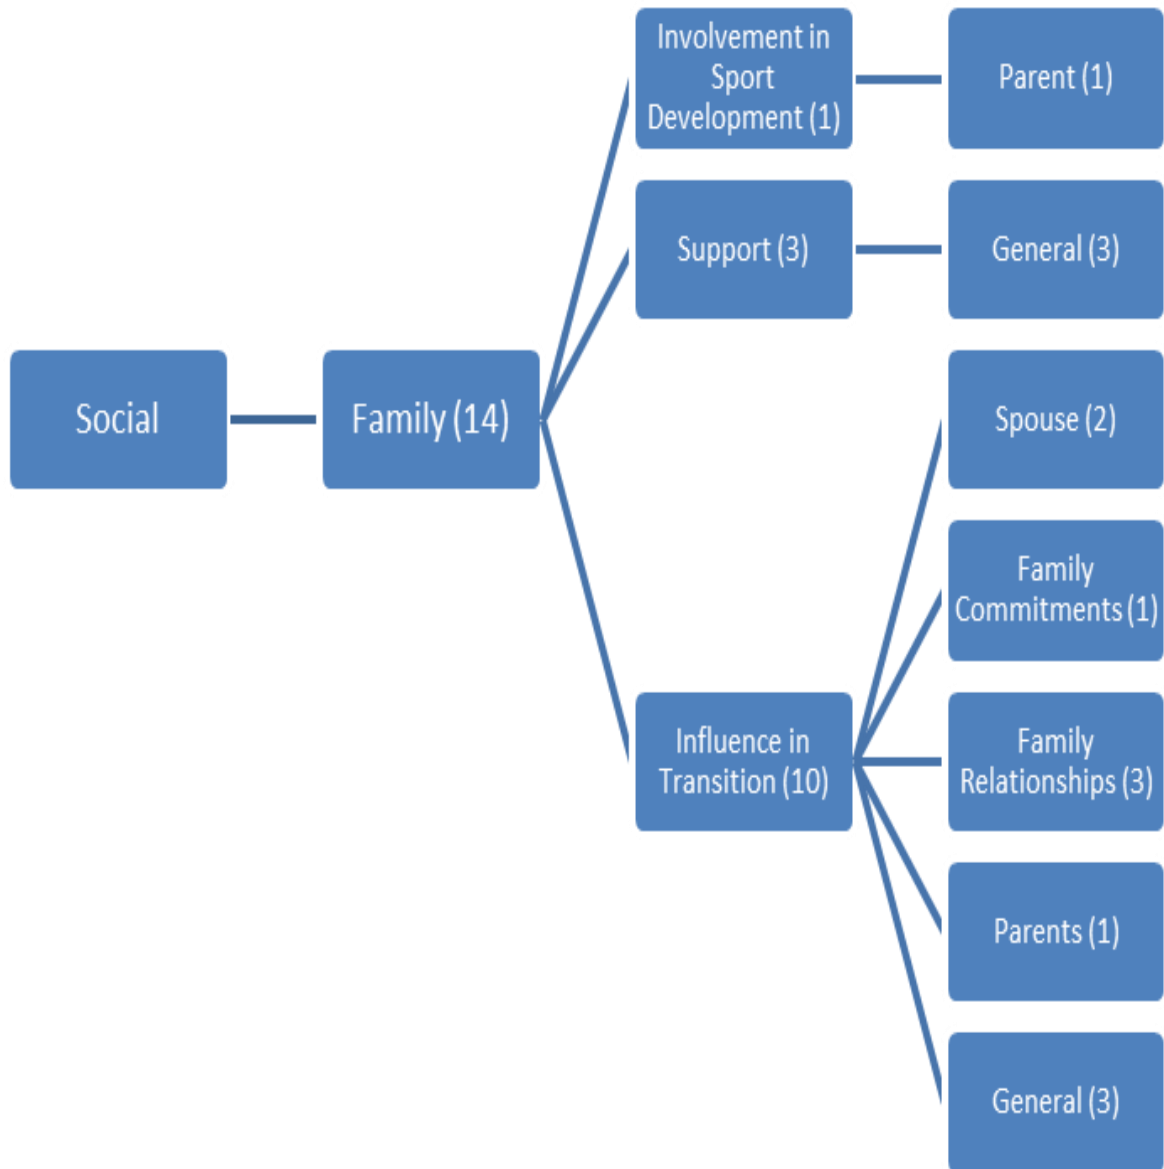 Social
Family (14)
Involvement in
Sport
Development (1)
Parent (1)
Support (3)
General (3)
Influence in
Transition (10)
Spouse (2)
Family
Commitments (1)
Family
Relationships (3)
Parents (1)
General (3)